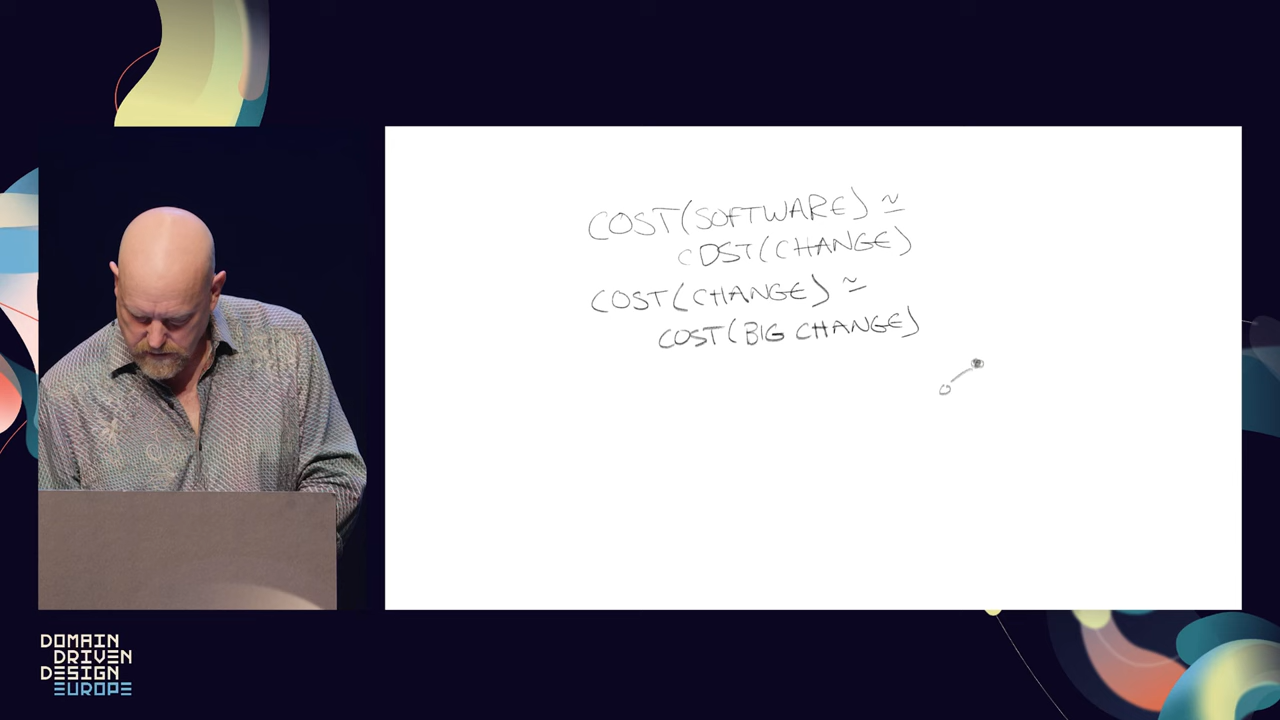 COST(SOFTWARE) ≃
COST(CHANGE)
COST(CHANGE) ≃
COST(BIG CHANGE)
DOMAIN
DRIVEN
DESIGN
EUROPE